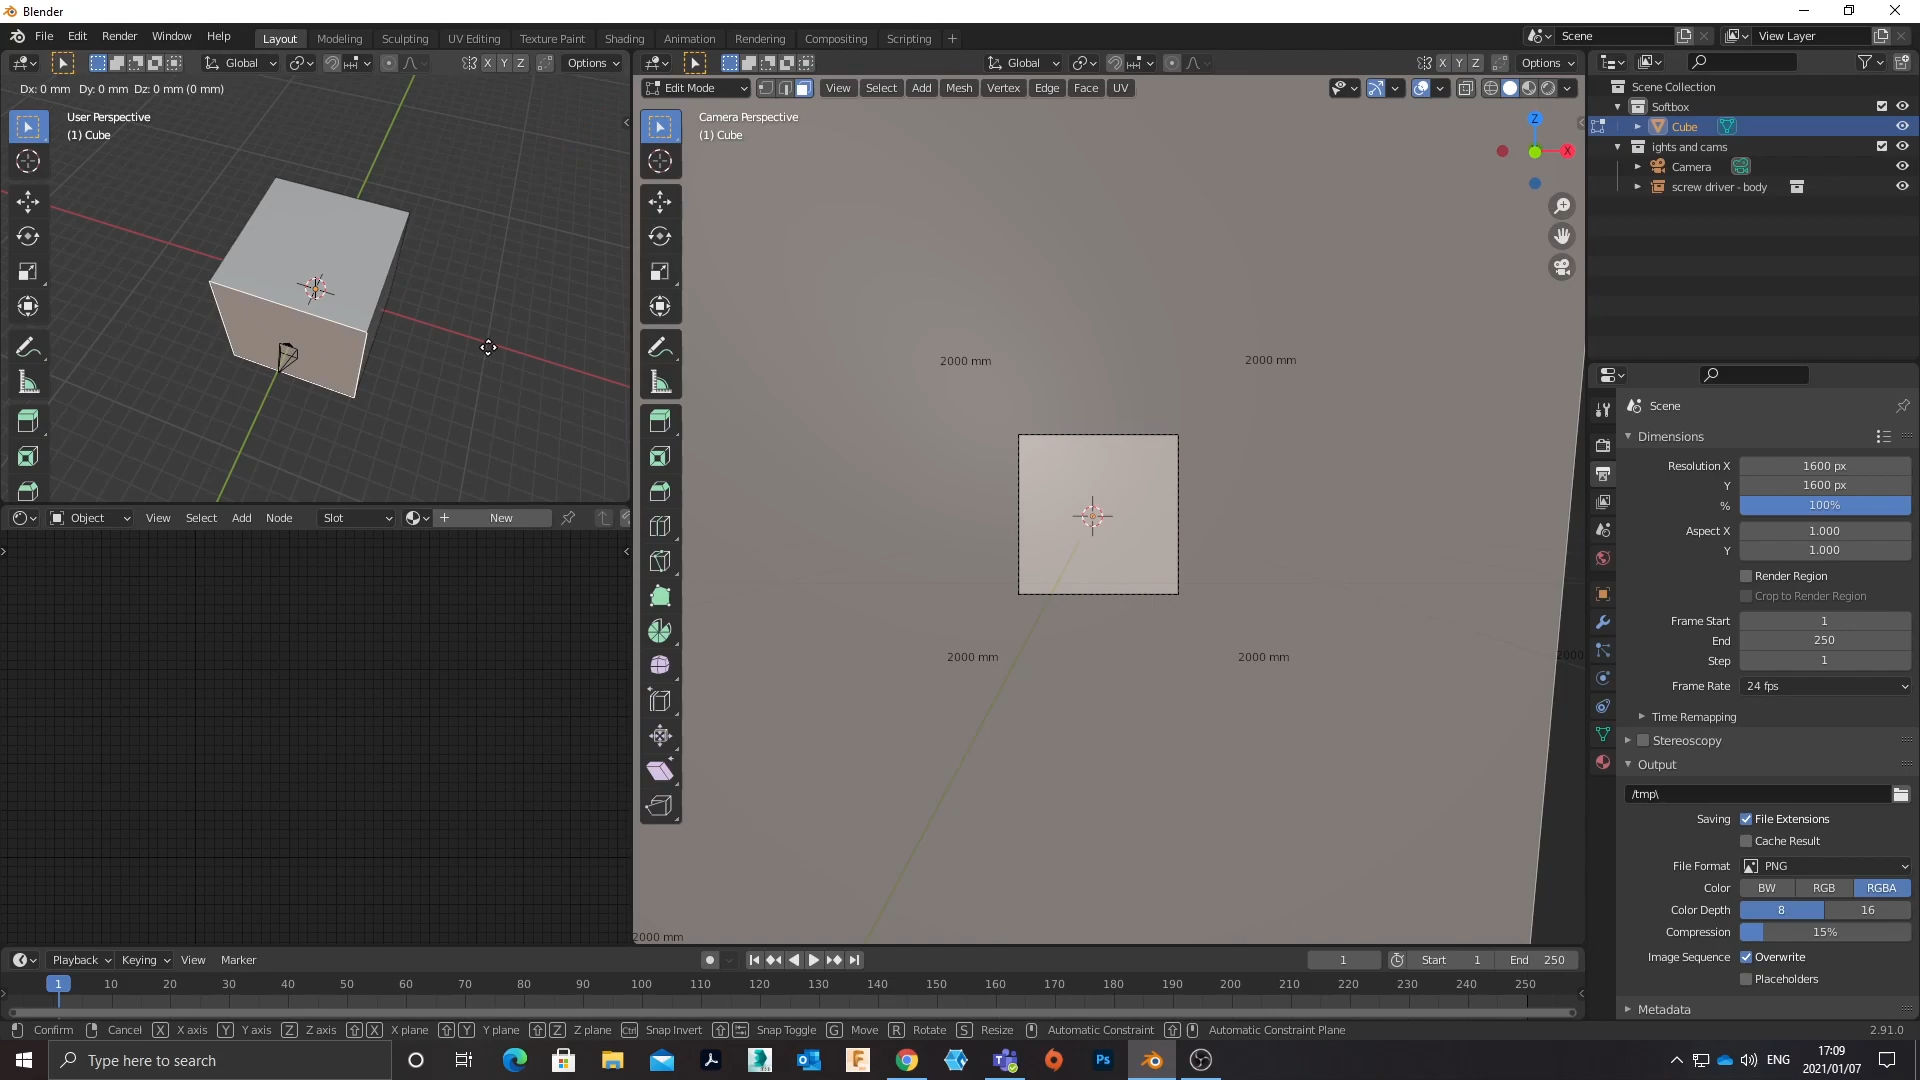 Blender
File Edit Render Window Help
Layout Modeling Sculpting UV Editing Texture Paint Shading Animation Rendering Compositing Scripting +
Scene
View Layer
Global
X Y Z
Options
Global
X Y Z
Options
Dx: 0 mm Dy: 0 mm Dz: 0 mm (0 mm)
Edit Mode
View Select Add Mesh Vertex Edge Face UV
User Perspective
(1) Cube
Camera Perspective
(1) Cube
Z
X
2000 mm
2000 mm
2000 mm
2000 mm
2000
2000 mm
Scene Collection
Softbox
Cube
ights and cams
Camera
screw driver - body
Object View Select Add Node Slot New
Scene
Dimensions
Resolution X 1600 px
Y 1600 px
% 100%
Aspect X 1.000
Y 1.000
Render Region
Crop to Render Region
Frame Start 1
End 250
Step 1
Frame Rate 24 fps
Time Remapping
Stereoscopy
Output
/tmp\
Saving File Extensions
Cache Result
File Format PNG
Color BW RGB RGBA
Color Depth 8 16
Compression 15%
Image Sequence Overwrite
Placeholders
Metadata
Playback Keying View Marker
1 Start 1 End 250
1 10 20 30 40 50 60 70 80 90 100 110 120 130 140 150 160 170 180 190 200 210 220 230 240 250
Confirm Cancel X X axis Y Y axis Z Z axis X X plane Y Y plane Z Z plane Ctrl Snap Invert Snap Toggle G Move R Rotate S Resize Automatic Constraint Automatic Constraint Plane
2.91.0
Type here to search
Ps
ENG
17:09
2021/01/07